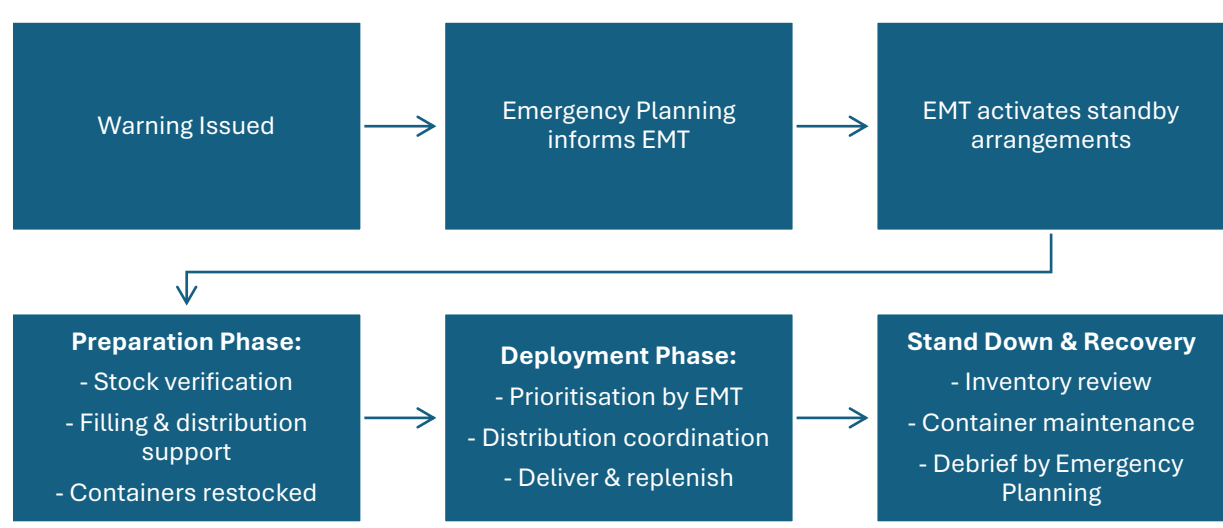 Warning Issued
Emergency Planning
informs EMT
EMT activates standby
arrangements
Preparation Phase:
- Stock verification
- Filling & distribution
support
- Containers restocked
Deployment Phase:
- Prioritisation by EMT
- Distribution coordination
- Deliver & replenish
Stand Down & Recovery
- Inventory review
- Container maintenance
- Debrief by Emergency
Planning